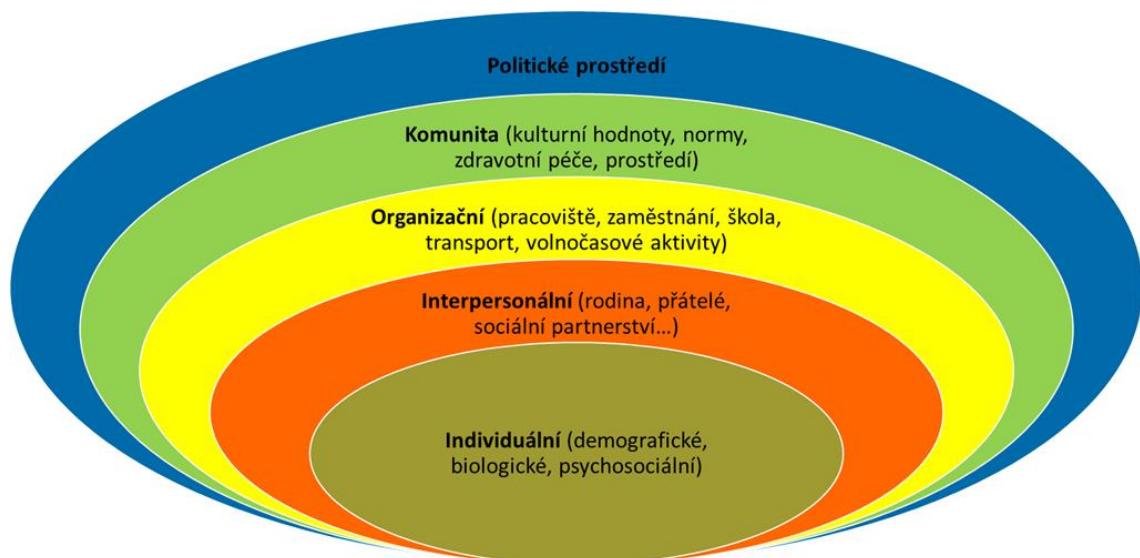 Politické prostředí
Komunita (kulturní hodnoty, normy,
zdravotní péče, prostředí)
Organizační (pracoviště, zaměstnání, škola,
transport, volnočasové aktivity)
Interpersonální (rodina, přátelé,
sociální partnerství...)
Individuální (demografické,
biologické, psychosociální)